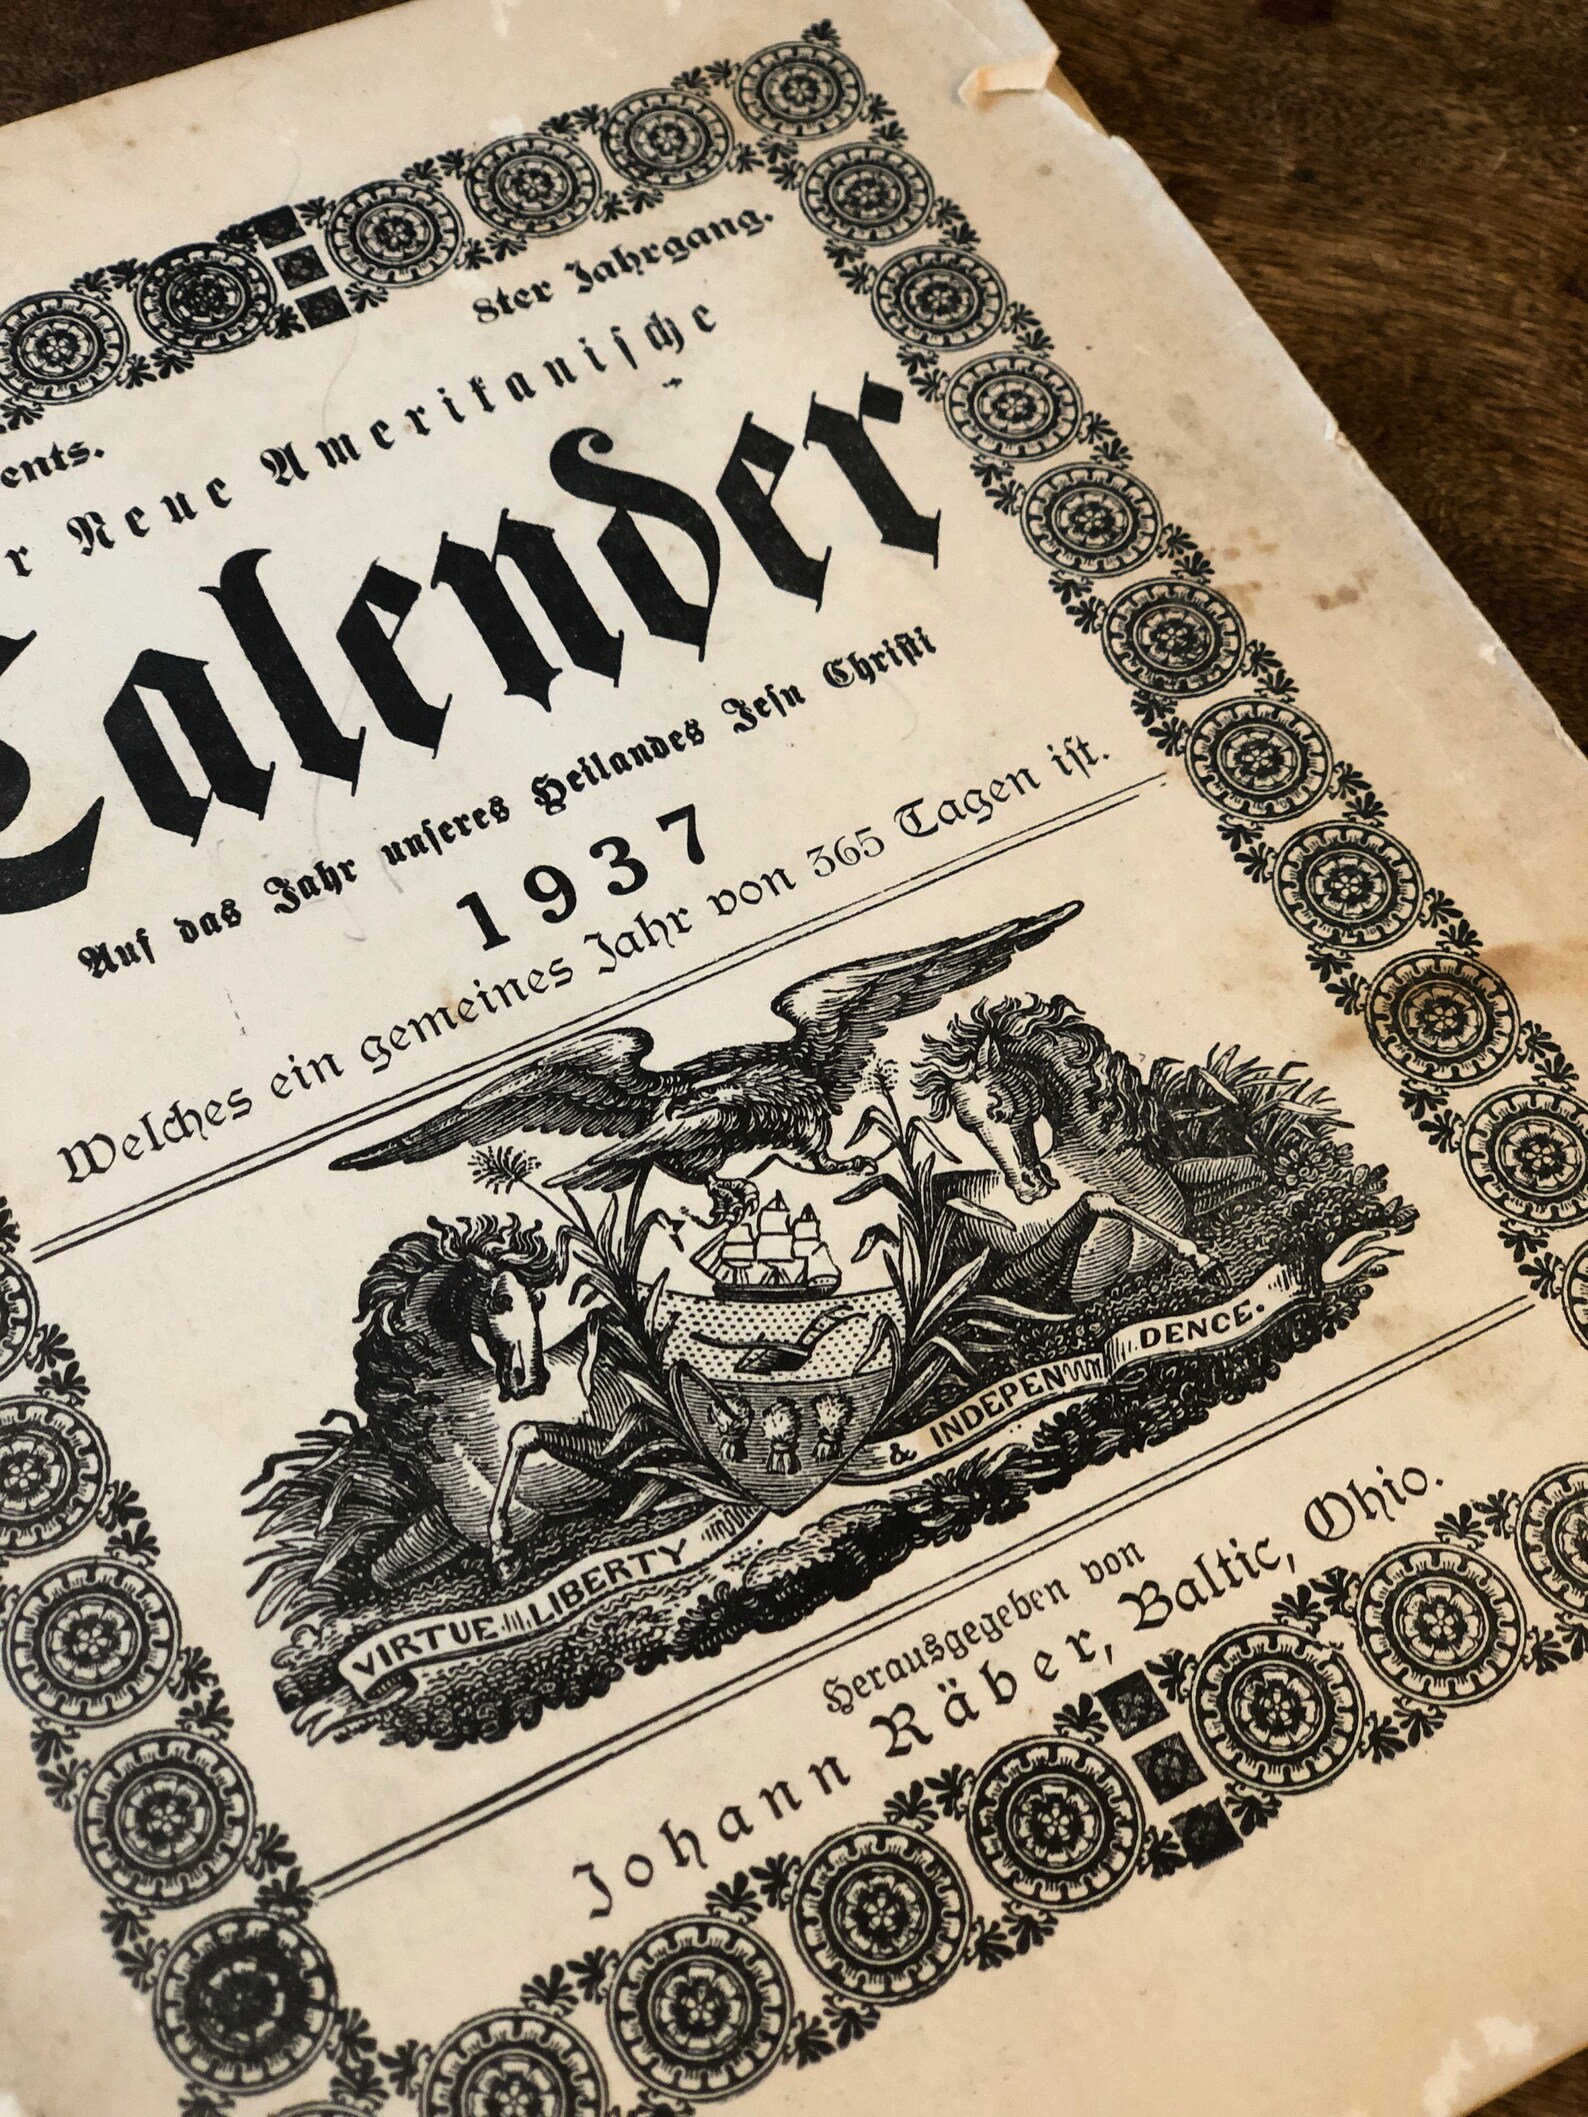 8ter Jahrgang.
ents.
r Neue Amerikanische
Calender
Auf das Jahr unseres Heilandes Jesu Christi
1937
Welches ein gemeines Jahr von 365 Tagen ist.
VIRTUE LIBERTY & INDEPENDENCE.
Herausgegeben von
Johann Räber, Baltic, Ohio.